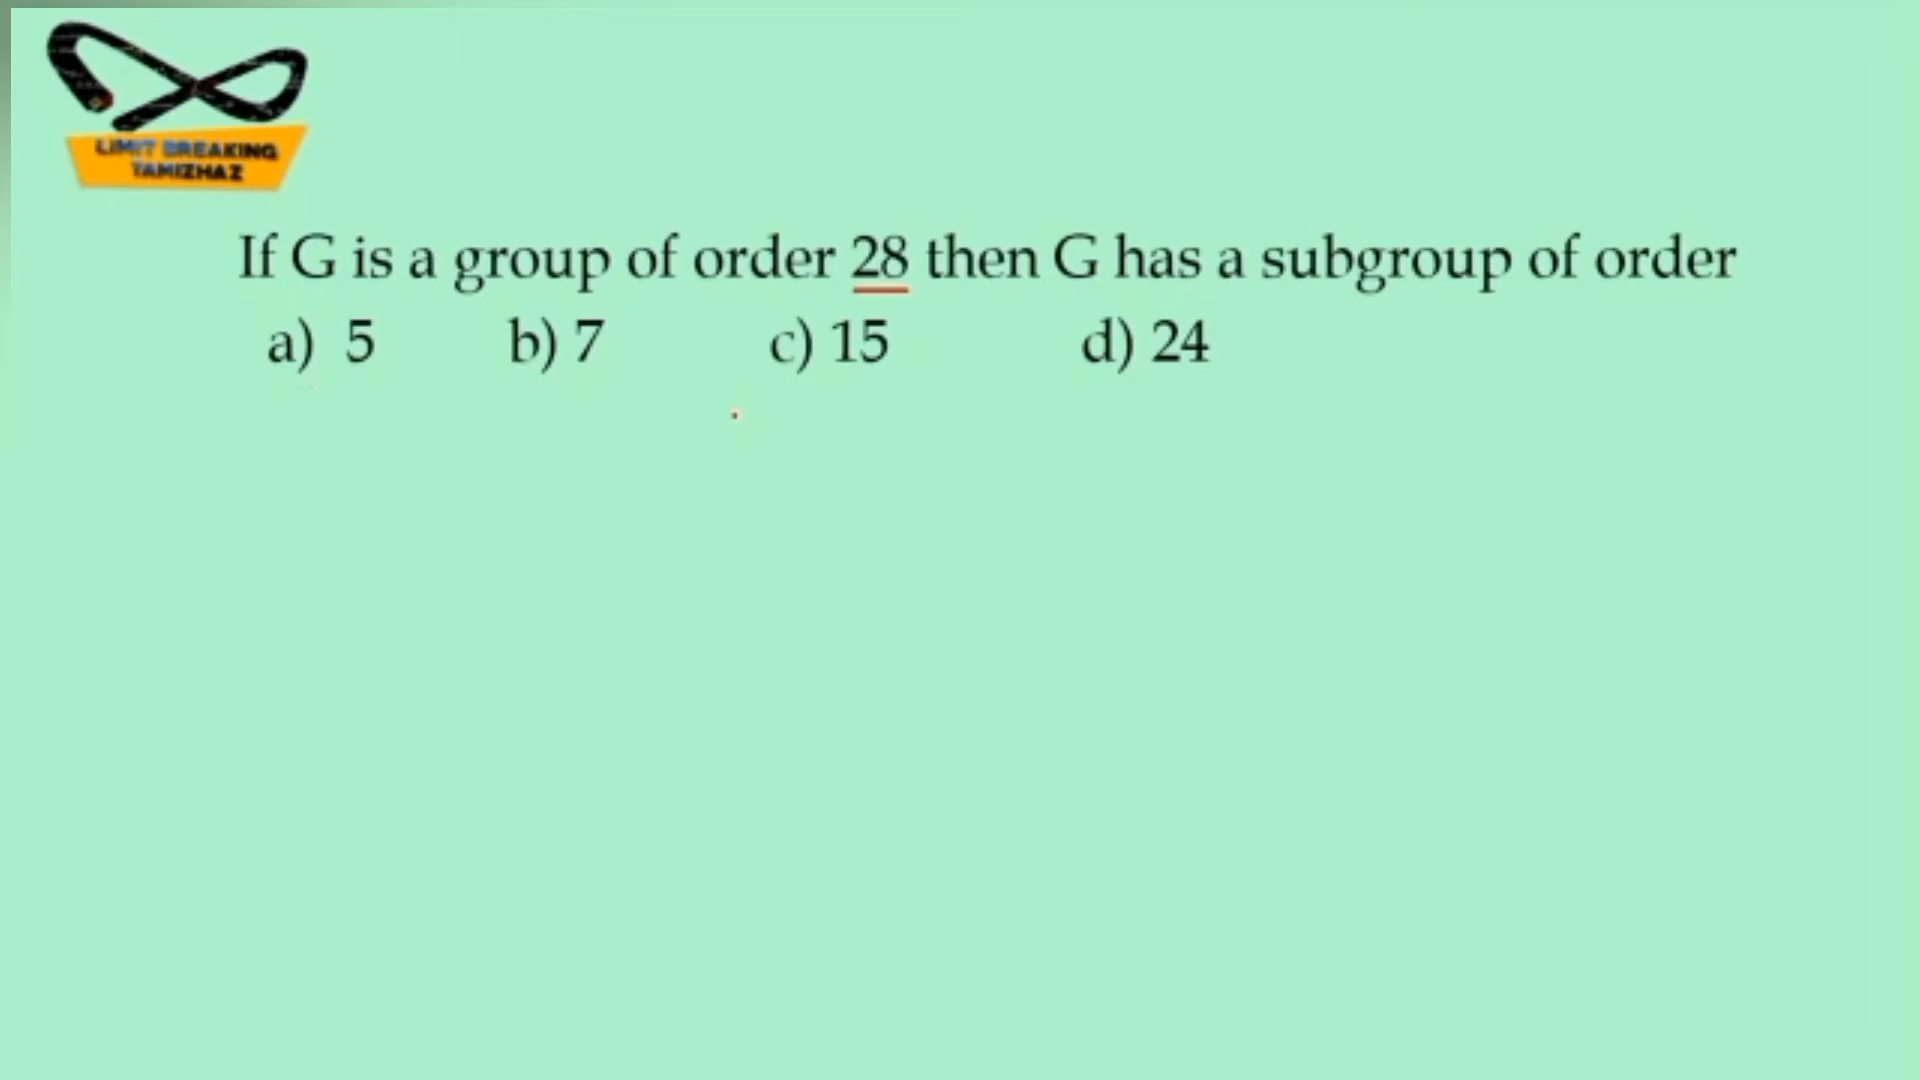 LIMIT BREAKING
TAMIZHAZ
If G is a group of order 28 then G has a subgroup of order
a) 5 b) 7 c) 15 d) 24